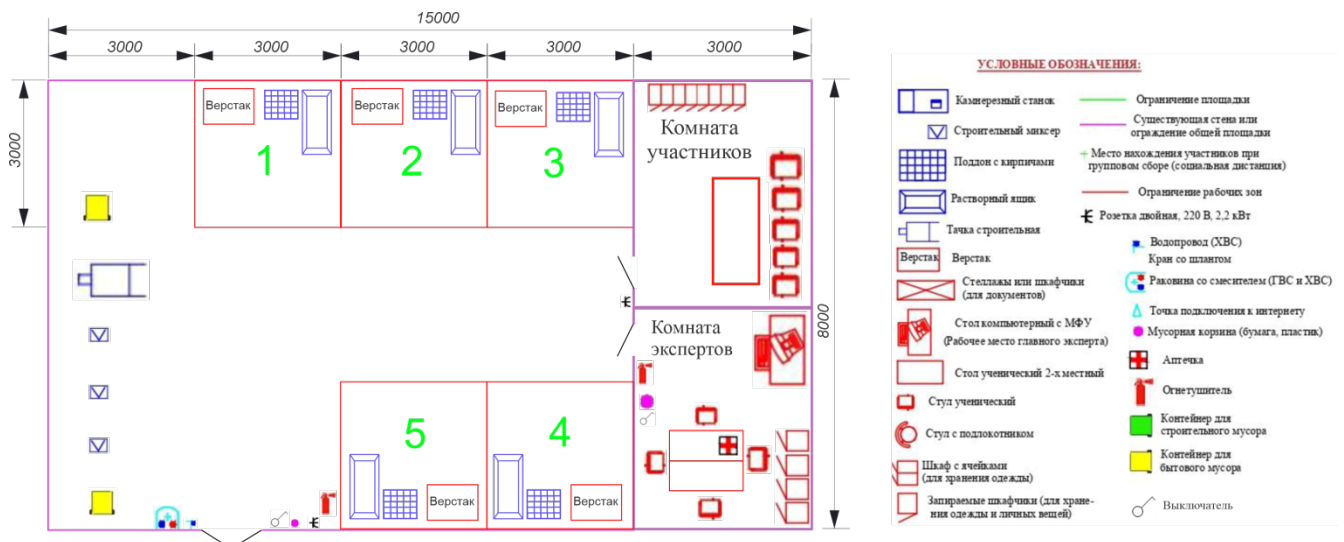 15000
3000
3000
3000
3000
3000
3000
8000
Верстак
Верстак
Верстак
1
2
3
Комната
участников
Комната
экспертов
5
4
Верстак
Верстак
УСЛОВНЫЕ ОБОЗНАЧЕНИЯ:
Камнерезный станок
Строительный миксер
Поддон с кирпичами
Растворный ящик
Тачка строительная
Верстак
Верстак
Стеллажи или шкафчики
(для документов)
Стол компьютерный с МФУ
(Рабочее место главного эксперта)
Стол ученический 2-х местный
Стул ученический
Стул с подлокотником
Шкаф с ячейками
(для хранения одежды)
Запираемые шкафчики (для хране-
ния одежды и личных вещей)
Ограничение площадки
Существующая стена или
ограждение общей площадки
Место нахождения участников при
групповом сборе (социальная дистанция)
Ограничение рабочих зон
Розетка двойная, 220 В, 2,2 кВт
Водопровод (ХВС)
Кран со шлангом
Раковина со смесителем (ГВС и ХВС)
Точка подключения к интернету
Мусорная корзина (бумага, пластик)
Аптечка
Огнетушитель
Контейнер для
строительного мусора
Контейнер для
бытового мусора
Выключатель